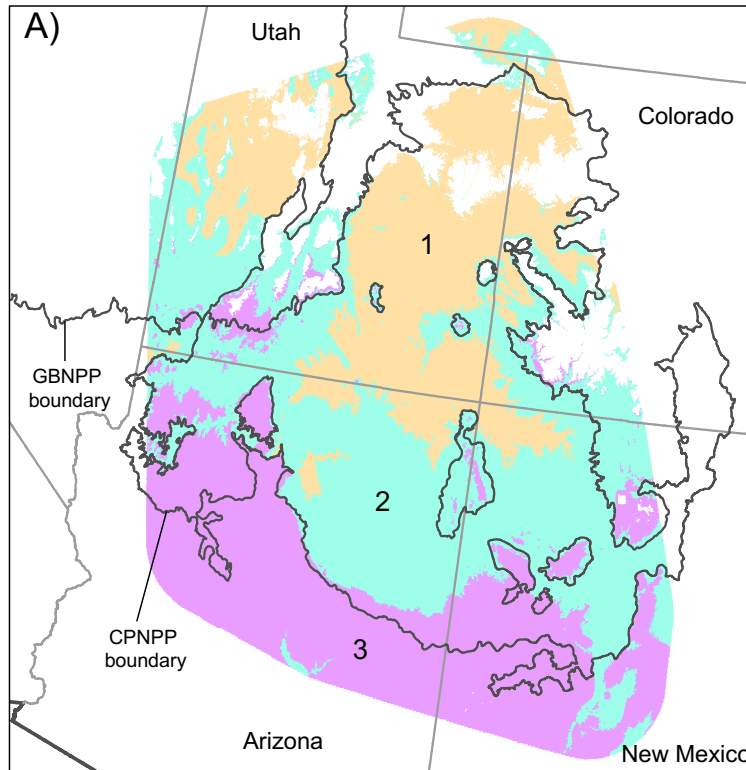 A)
Utah
Colorado
1
GBNPP
boundary
2
CPNPP
boundary
3
Arizona
New Mexico